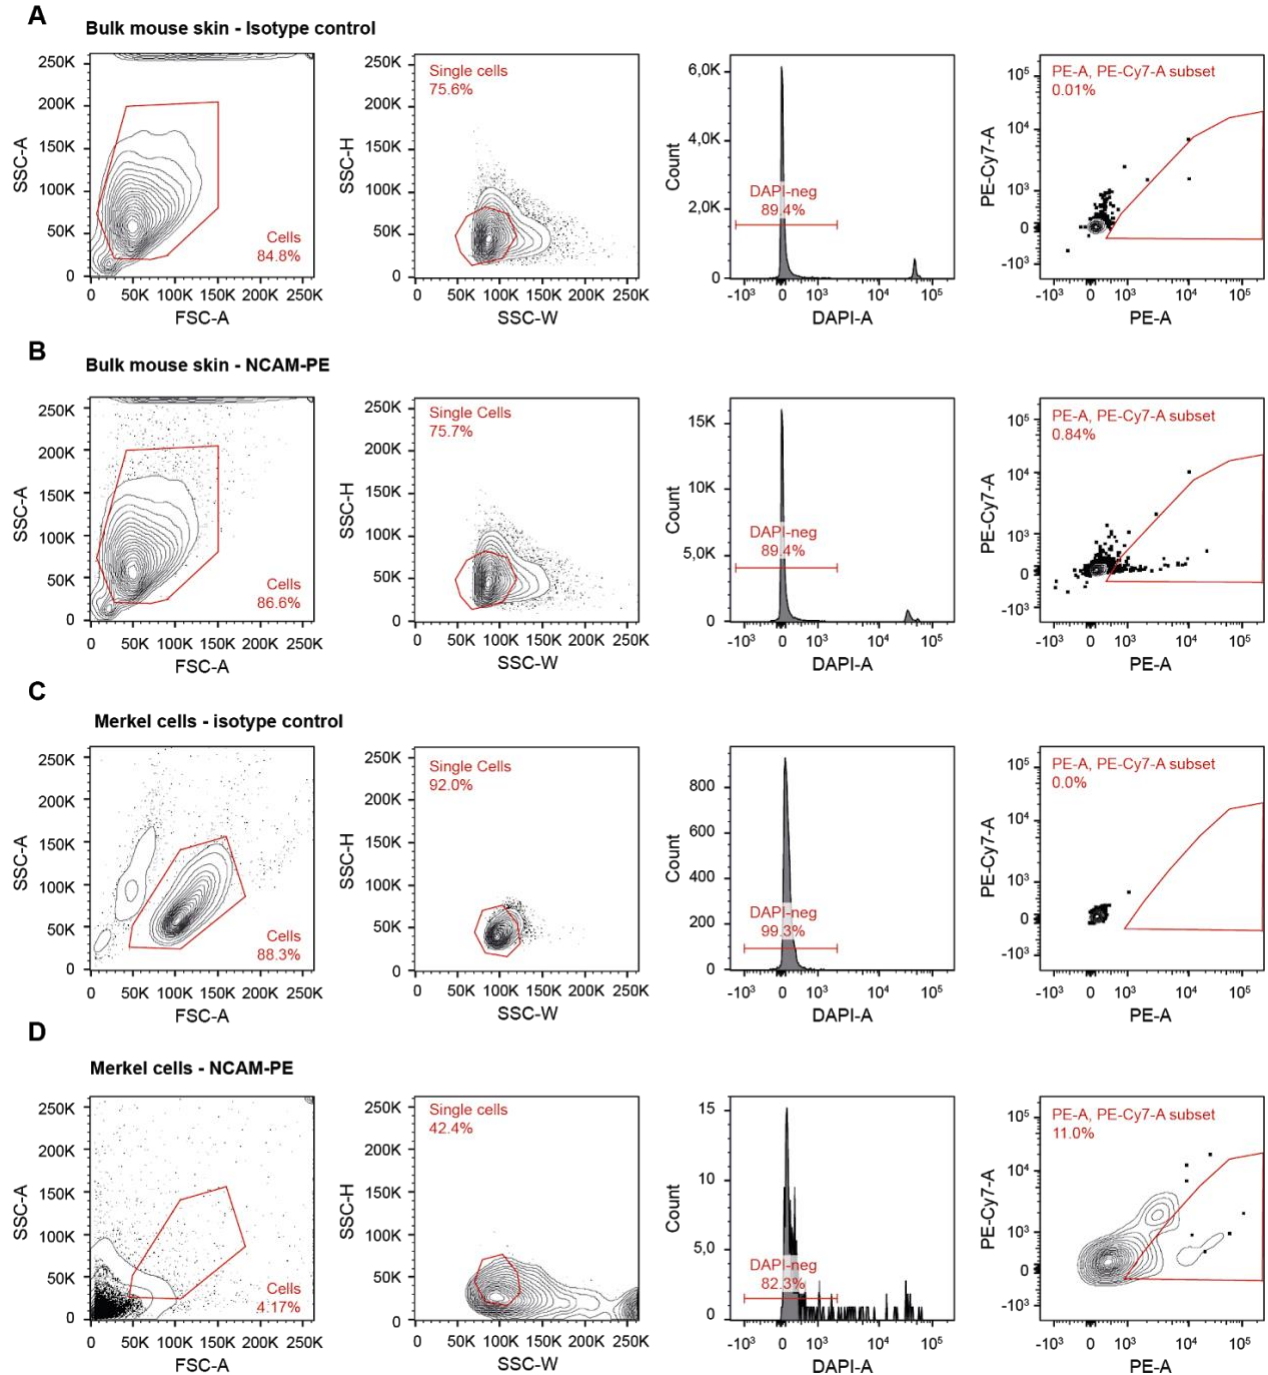 A
Bulk mouse skin - Isotype control
250K
200K
150K
100K
50K
0
SSC-A
Cells
84.8%
0 50K 100K 150K 200K 250K
FSC-A
250K
200K
150K
100K
50K
0
SSC-H
Single cells
75.6%
0 50K 100K 150K 200K 250K
SSC-W
6,0K
4,0K
2,0K
0
Count
DAPI-neg
89.4%
-10³ 0 10³ 10⁴ 10⁵
DAPI-A
10⁵
10⁴
10³
0
-10³
PE-Cy7-A
PE-A, PE-Cy7-A subset
0.01%
-10³ 0 10³ 10⁴ 10⁵
PE-A
B
Bulk mouse skin - NCAM-PE
250K
200K
150K
100K
50K
0
SSC-A
Cells
86.6%
0 50K 100K 150K 200K 250K
FSC-A
250K
200K
150K
100K
50K
0
SSC-H
Single Cells
75.7%
0 50K 100K 150K 200K 250K
SSC-W
15K
10K
5,0K
0
Count
DAPI-neg
89.4%
-10³ 0 10³ 10⁴ 10⁵
DAPI-A
10⁵
10⁴
10³
0
-10³
PE-Cy7-A
PE-A, PE-Cy7-A subset
0.84%
-10³ 0 10³ 10⁴ 10⁵
PE-A
C
Merkel cells - isotype control
250K
200K
150K
100K
50K
0
SSC-A
Cells
88.3%
0 50K 100K 150K 200K 250K
FSC-A
250K
200K
150K
100K
50K
0
SSC-H
Single Cells
92.0%
0 50K 100K 150K 200K 250K
SSC-W
800
600
400
200
0
Count
DAPI-neg
99.3%
-10³ 0 10³ 10⁴ 10⁵
DAPI-A
10⁵
10⁴
10³
0
-10³
PE-Cy7-A
PE-A, PE-Cy7-A subset
0.0%
-10³ 0 10³ 10⁴ 10⁵
PE-A
D
Merkel cells - NCAM-PE
250K
200K
150K
100K
50K
0
SSC-A
Cells
4.17%
0 50K 100K 150K 200K 250K
FSC-A
250K
200K
150K
100K
50K
0
SSC-H
Single cells
42.4%
0 50K 100K 150K 200K 250K
SSC-W
15
10
5,0
0
Count
DAPI-neg
82.3%
-10³ 0 10³ 10⁴ 10⁵
DAPI-A
10⁵
10⁴
10³
0
-10³
PE-Cy7-A
PE-A, PE-Cy7-A subset
11.0%
-10³ 0 10³ 10⁴ 10⁵
PE-A